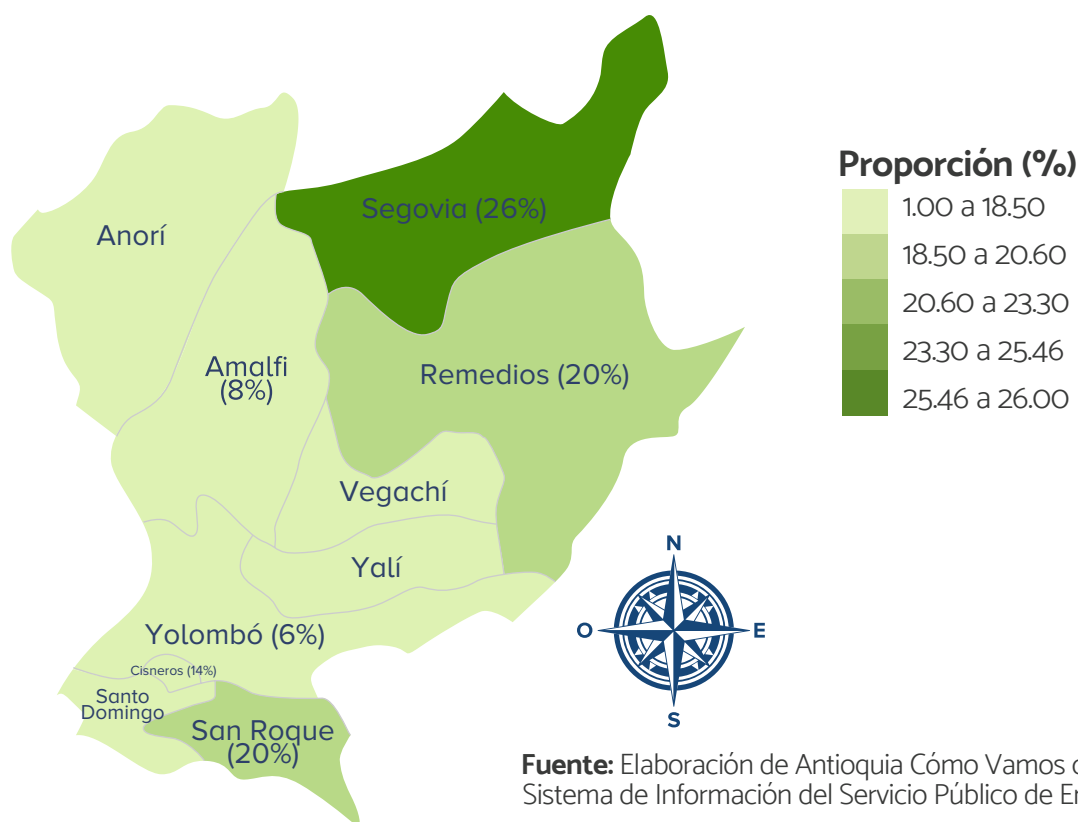 Proporción (%)
1.00 a 18.50
18.50 a 20.60
20.60 a 23.30
23.30 a 25.46
25.46 a 26.00
Segovia (26%)
Anorí
Amalfi
(8%)
Remedios (20%)
Vegachí
Yalí
Yolombó (6%)
Cisneros (14%)
Santo
Domingo
San Roque
(20%)
N
O
E
S
Fuente: Elaboración de Antioquia Cómo Vamos
Sistema de Información del Servicio Público de